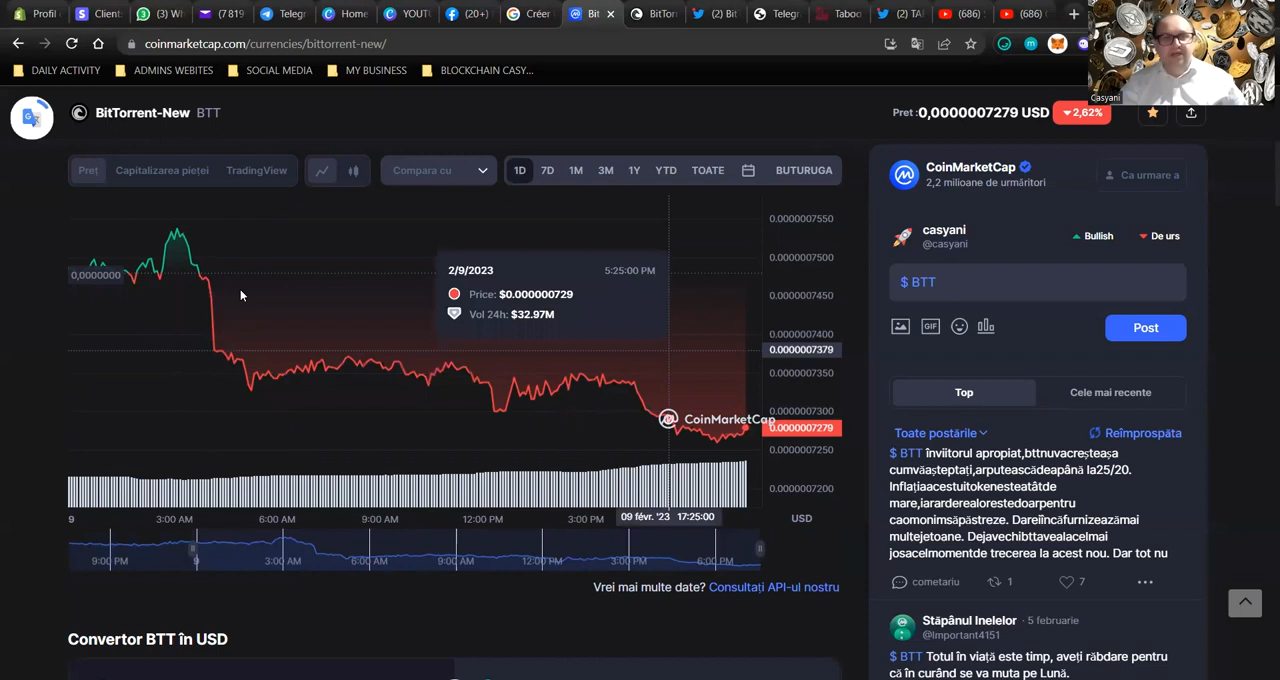 Profil
Clients
(3) Wh
(7 819
Telegr
Home
YOUT
(20+)
Créer
Bit
BitTorr
(2) Bit
Telegr
Taboo
(2) TA
(686)
(686)
coinmarketcap.com/currencies/bittorrent-new/
DAILY ACTIVITY
ADMINS WEBITES
SOCIAL MEDIA
MY BUSINESS
BLOCKCHAIN CASY...
Casyani
BitTorrent-New BTT
Pret :0,0000007279 USD 2,62%
Preț Capitalizarea pieței TradingView
Compara cu
1D 7D 1M 3M 1Y YTD TOATE BUTURUGA
0.0000007550
0.0000007500
0.0000007450
0.0000007400
0.0000007379
0.0000007350
0.0000007300
0.0000007279
0.0000007250
0.0000007200
0,0000000
2/9/2023 5:25:00 PM
Price: $0.000000729
Vol 24h: $32.97M
CoinMarketCap
9 3:00 AM 6:00 AM 9:00 AM 12:00 PM 3:00 PM 09 févr. '23 17:25:00 USD
9:00 PM 9 3:00 AM 6:00 AM 9:00 AM 12:00 PM 3:00 PM 6:00 PM
Vrei mai multe date? Consultați API-ul nostru
Convertor BTT în USD
CoinMarketCap
2,2 milioane de urmăritori
Ca urmare a
casyani
@casyani
Bullish De urs
$ BTT
GIF
Post
Top Cele mai recente
Toate postările Reîmprospăta
$ BTT înviitorul apropiat,bttnuvacreșteașa
cumvăașteptați,arputeascădeapână la25/20.
Inflațiaacestuitokenesteatâtde
mare,iararderealorestedoarpentru
caomonimsăpăstreze. Dareiîncăfurnizeazămai
multejetoane. Dejavechibttavealacelmai
josacelmomentde trecerea la acest nou. Dar tot nu
cometariu 1 7
Stăpânul Inelelor · 5 februarie
@Important4151
$ BTT Totul în viață este timp, aveți răbdare pentru
că în curând se va muta pe Lună.